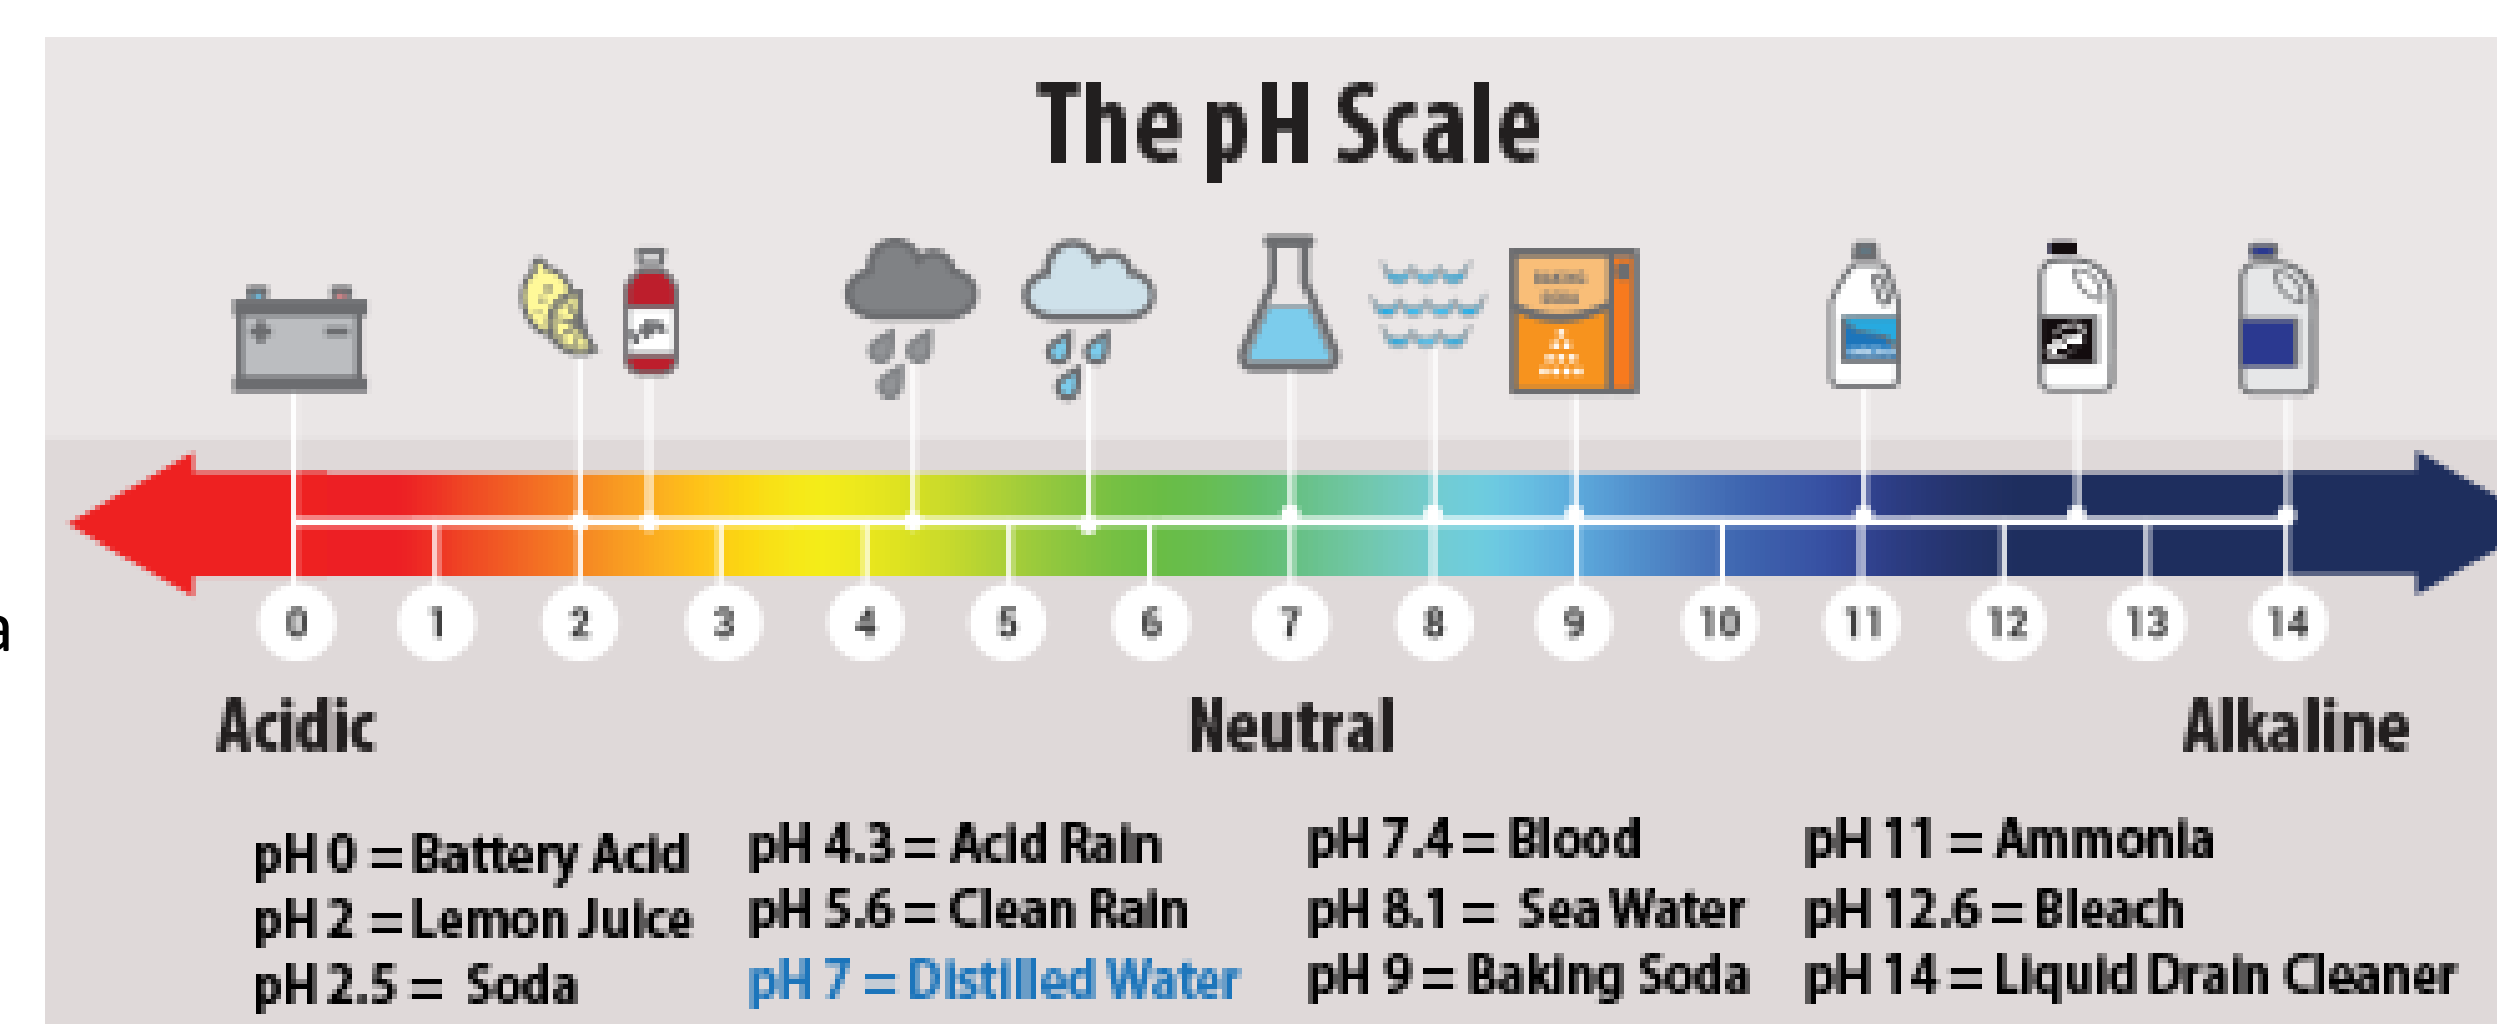 The pH Scale
BAKING
SODA
0 1 2 3 4 5 6 7 8 9 10 11 12 13 14
a
Acidic Neutral Alkaline
pH 0 = Battery Acid
pH 2 = Lemon Juice
pH 2.5 = Soda
pH 4.3 = Acid Rain
pH 5.6 = Clean Rain
pH 7 = Distilled Water
pH 7.4 = Blood
pH 8.1 = Sea Water
pH 9 = Baking Soda
pH 11 = Ammonia
pH 12.6 = Bleach
pH 14 = Liquid Drain Cleaner